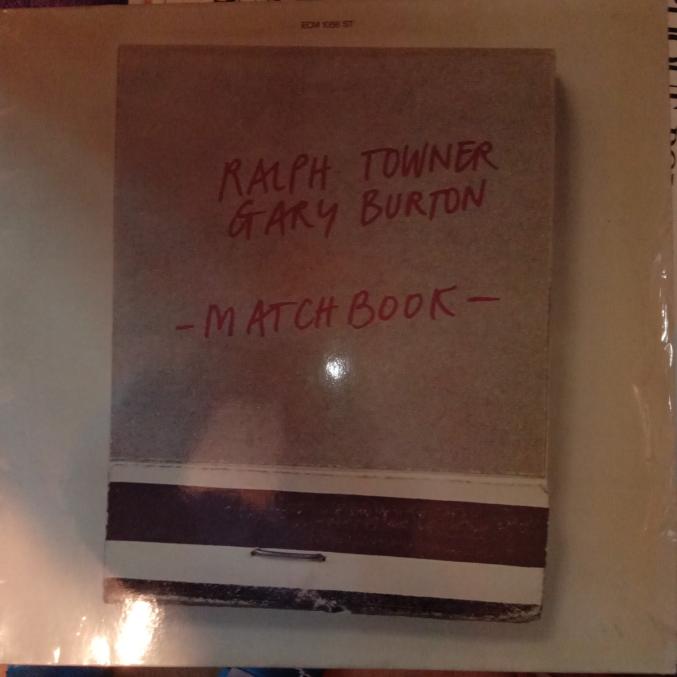 ECM 1056 ST
RALPH TOWNER
GARY BURTON
-MATCHBOOK-